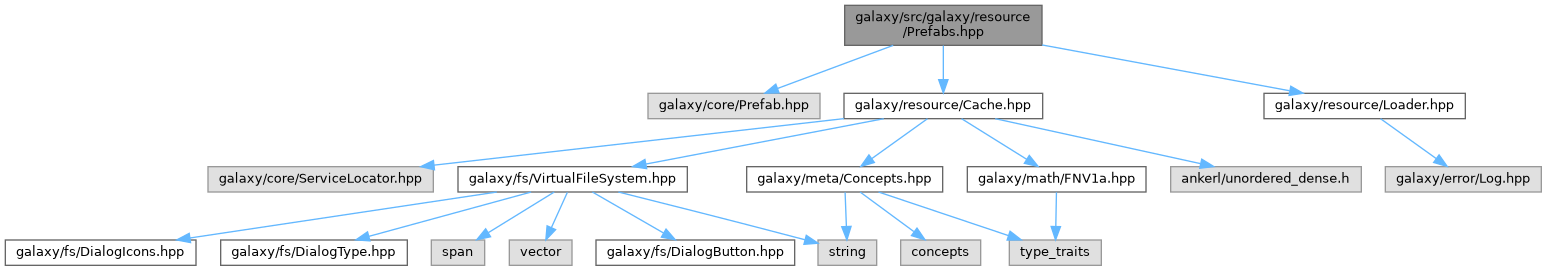 galaxy/src/galaxy/resource
/Prefabs.hpp
galaxy/core/Prefab.hpp
galaxy/resource/Cache.hpp
galaxy/resource/Loader.hpp
galaxy/core/ServiceLocator.hpp
galaxy/fs/VirtualFileSystem.hpp
galaxy/meta/Concepts.hpp
galaxy/math/FNV1a.hpp
ankerl/unordered_dense.h
galaxy/error/Log.hpp
galaxy/fs/DialogIcons.hpp
galaxy/fs/DialogType.hpp
span
vector
galaxy/fs/DialogButton.hpp
string
concepts
type_traits